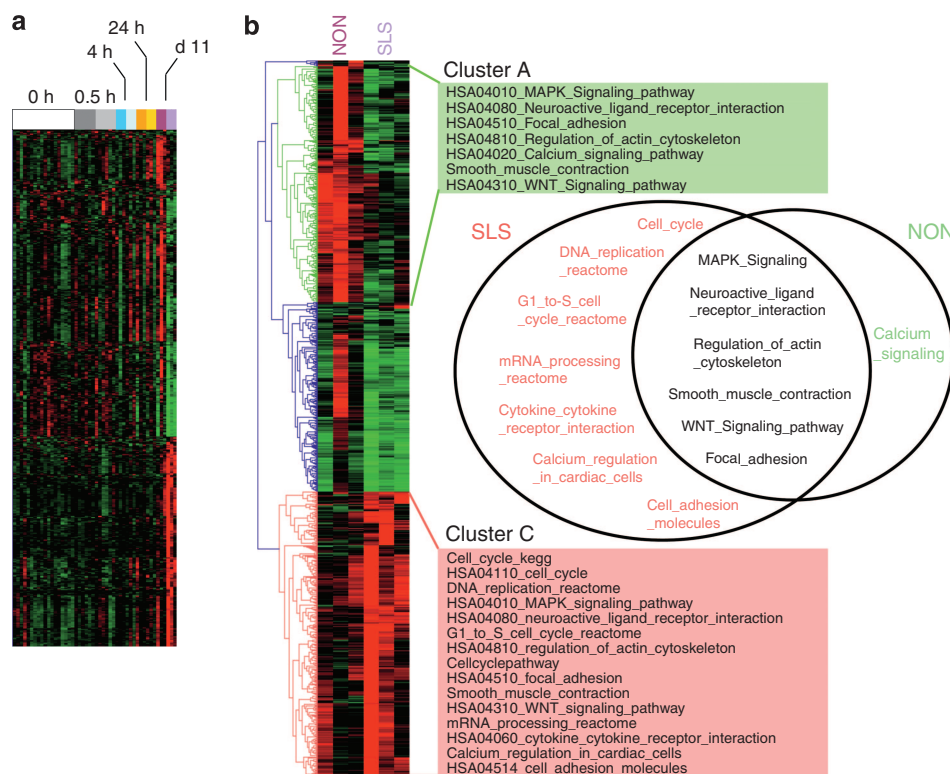 a
24 h
4 h
d 11
0 h
0.5 h
b
NON
SLS
Cluster A
HSA04010_MAPK_Signaling_pathway
HSA04080_Neuroactive_ligand_receptor_interaction
HSA04510_Focal_adhesion
HSA04810_Regulation_of_actin_cytoskeleton
HSA04020_Calcium_signaling_pathway
Smooth_muscle_contraction
HSA04310_WNT_Signaling_pathway
SLS
NON
Cell_cycle
DNA_replication
_reactome
G1_to-S_cell
_cycle_reactome
mRNA_processing
_reactome
Cytokine_cytokine
_receptor_interaction
Calcium_regulation
_in_cardiac_cells
Cell_adhesion
_molecules
MAPK_Signaling
Neuroactive_ligand
_receptor_interaction
Regulation_of_actin
_cytoskeleton
Smooth_muscle_contraction
WNT_Signaling_pathway
Focal_adhesion
Calcium
_signaling
Cluster C
Cell_cycle_kegg
HSA04110_cell_cycle
DNA_replication_reactome
HSA04010_MAPK_signaling_pathway
HSA04080_neuroactive_ligand_receptor_interaction
G1_to_S_cell_cycle_reactome
HSA04810_regulation_of_actin_cytoskeleton
Cellcyclepathway
HSA04510_focal_adhesion
Smooth_muscle_contraction
HSA04310_WNT_signaling_pathway
mRNA_processing_reactome
HSA04060_cytokine_cytokine_receptor_interaction
Calcium_regulation_in_cardiac_cells
HSA04514_cell_adhesion_molecules